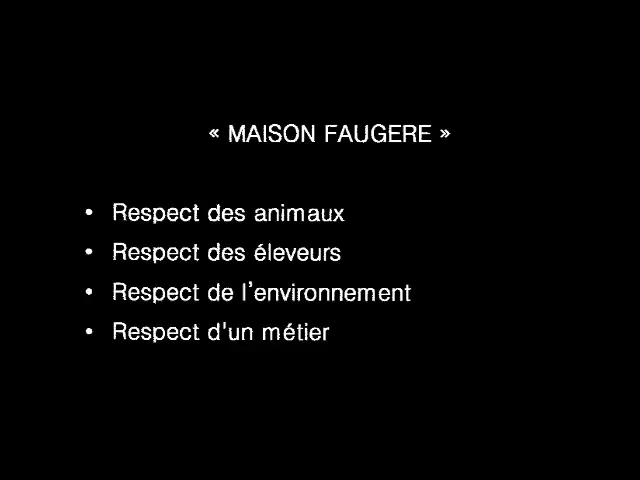 « MAISON FAUGERE »
• Respect des animaux
• Respect des éleveurs
• Respect de l’environnement
• Respect d'un métier